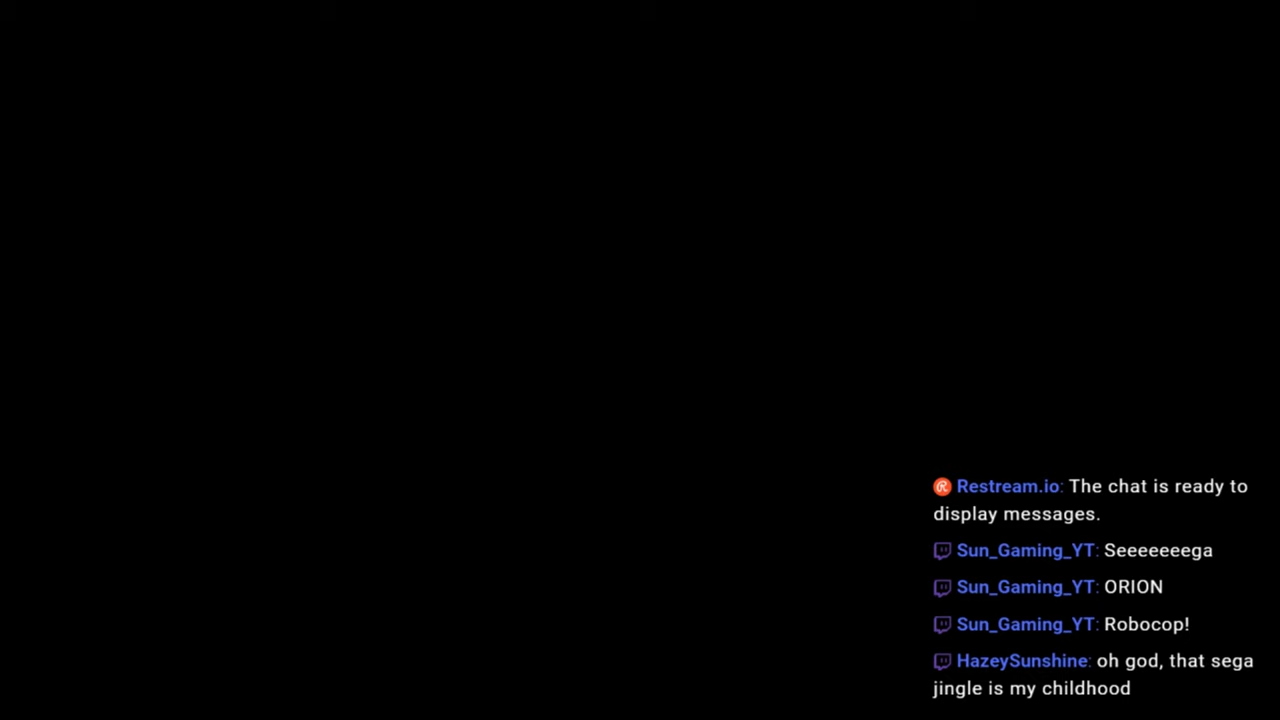 Restream.io: The chat is ready to
display messages.
Sun_Gaming_YT: Seeeeeeega
Sun_Gaming_YT: ORION
Sun_Gaming_YT: Robocop!
HazeySunshine: oh god, that sega
jingle is my childhood